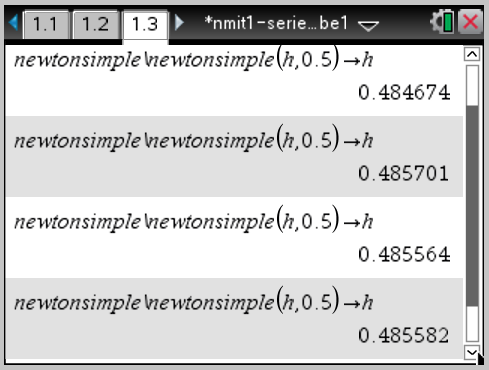 1.1 1.2 1.3 *nmit1-serie...be1
newtonsimple\newtonsimple(h,0.5)→h
0.484674
newtonsimple\newtonsimple(h,0.5)→h
0.485701
newtonsimple\newtonsimple(h,0.5)→h
0.485564
newtonsimple\newtonsimple(h,0.5)→h
0.485582